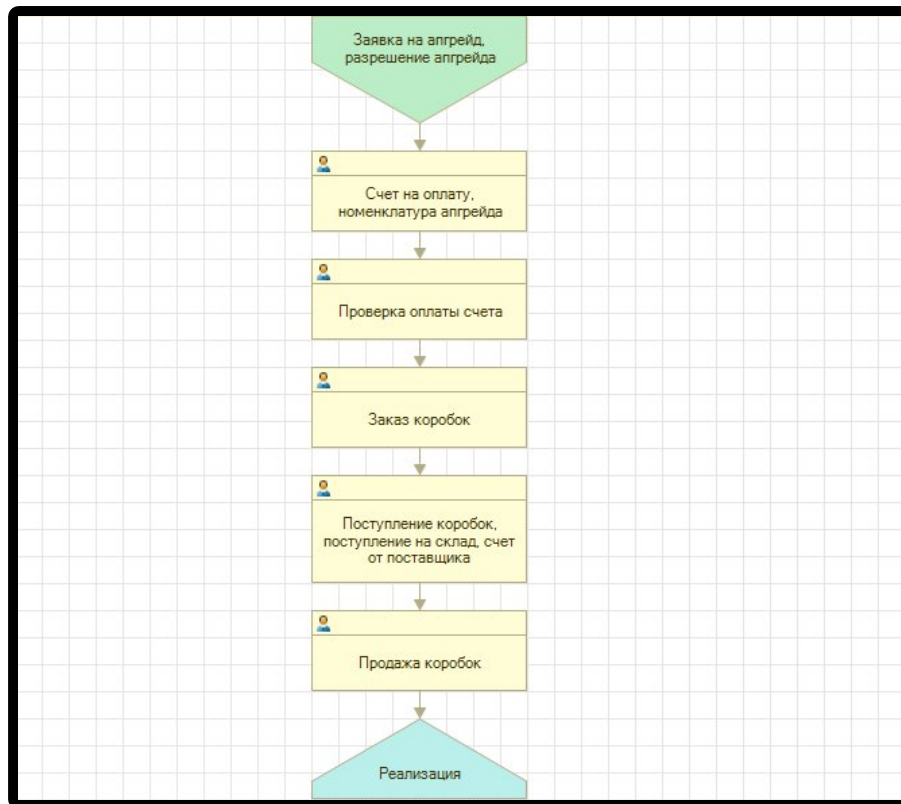 Заявка на апгрейд,
разрешение апгрейда
Счет на оплату,
номенклатура апгрейда
Проверка оплаты счета
Заказ коробок
Поступление коробок,
поступление на склад, счет
от поставщика
Продажа коробок
Реализация